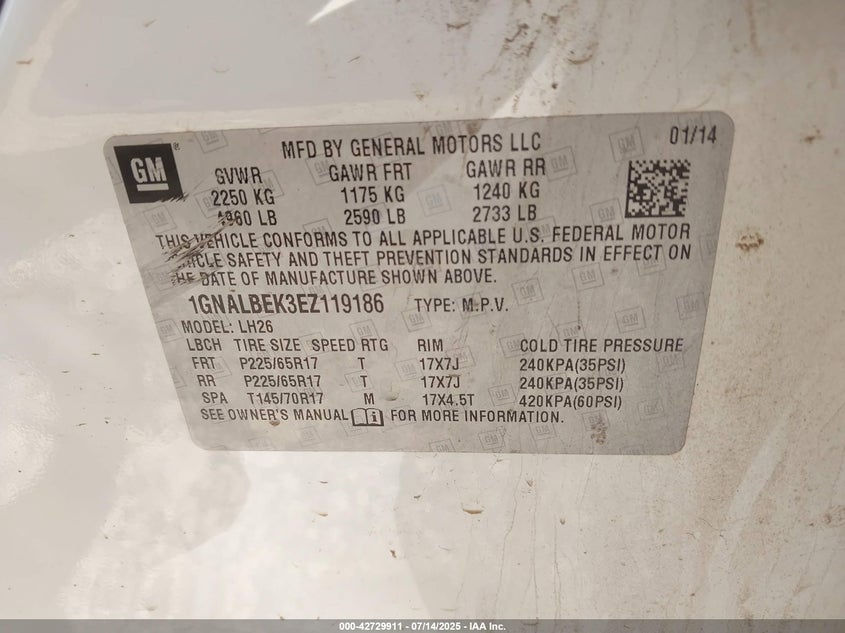 GM ® MFD BY GENERAL MOTORS LLC 01/14
GVWR GAWR FRT GAWR RR
2250 KG 1175 KG 1240 KG
4960 LB 2590 LB 2733 LB
THIS VEHICLE CONFORMS TO ALL APPLICABLE U.S. FEDERAL MOTOR
VEHICLE SAFETY AND THEFT PREVENTION STANDARDS IN EFFECT ON
THE DATE OF MANUFACTURE SHOWN ABOVE.
1GNALBEK3EZ119186 TYPE: M.P.V.
MODEL: LH26
LBCH TIRE SIZE SPEED RTG RIM COLD TIRE PRESSURE
FRT P225/65R17 T 17X7J 240KPA(35PSI)
RR P225/65R17 T 17X7J 240KPA(35PSI)
SPA T145/70R17 M 17X4.5T 420KPA(60PSI)
SEE OWNER'S MANUAL FOR MORE INFORMATION.
000-42729911 - 07/14/2025 - IAA Inc.